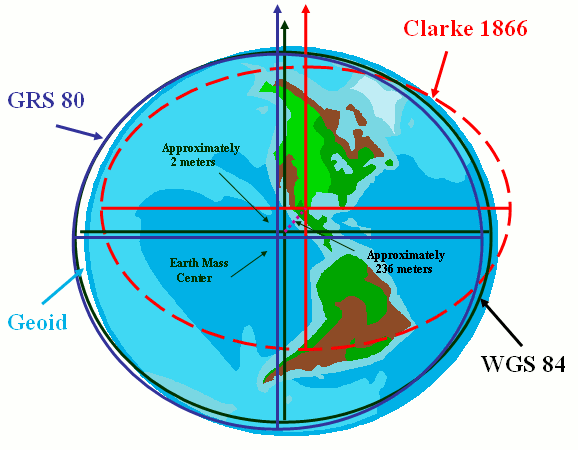 Clarke 1866
GRS 80
Approximately
2 meters
Earth Mass
Center
Approximately
236 meters
Geoid
WGS 84